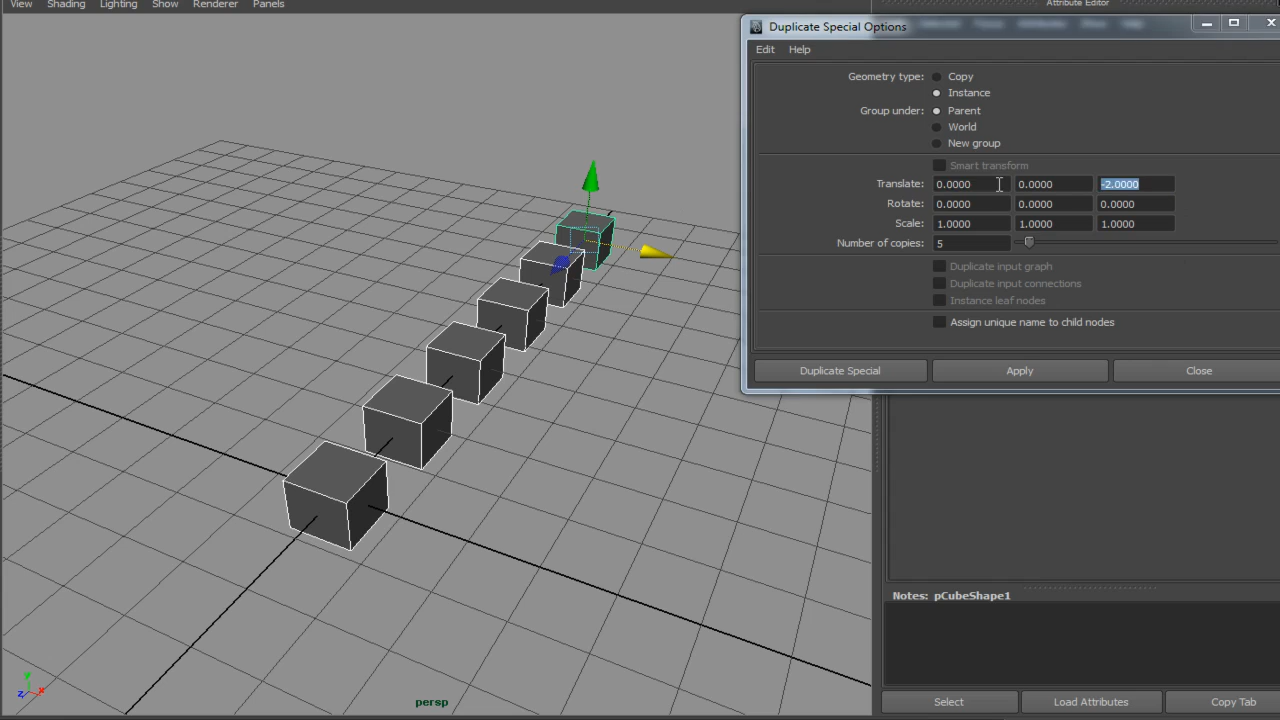 View Shading Lighting Show Renderer Panels
Attribute Editor
Duplicate Special Options
Edit Help
Geometry type: Copy
Instance
Group under: Parent
World
New group
Smart transform
Translate: 0.0000 0.0000 -2.0000
Rotate: 0.0000 0.0000 0.0000
Scale: 1.0000 1.0000 1.0000
Number of copies: 5
Duplicate input graph
Duplicate input connections
Instance leaf nodes
Assign unique name to child nodes
Duplicate Special Apply Close
Notes: pCubeShape1
y
z x
persp
Select Load Attributes Copy Tab